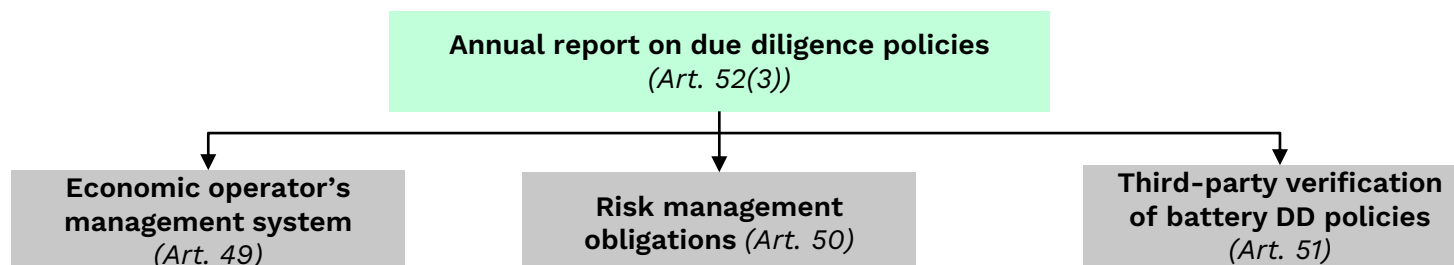 Annual report on due diligence policies
(Art. 52(3))
Economic operator’s
management system
(Art. 49)
Risk management
obligations (Art. 50)
Third-party verification
of battery DD policies
(Art. 51)